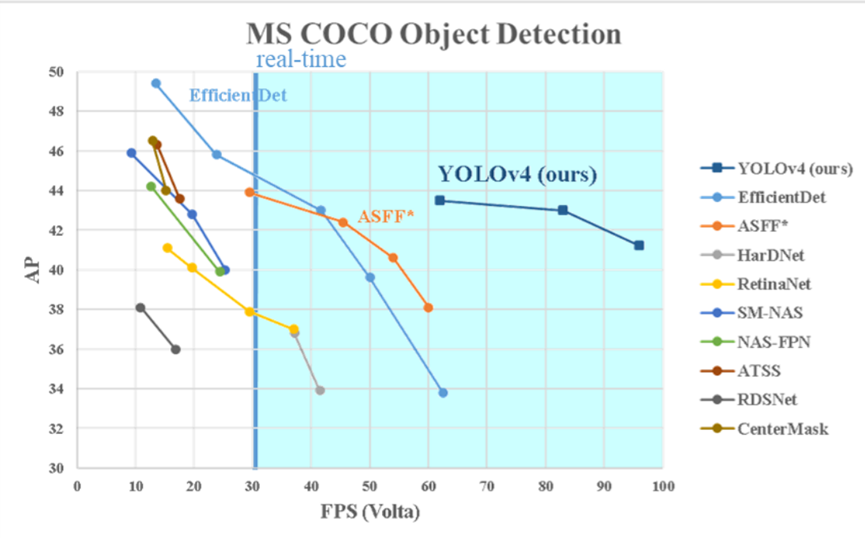 MS COCO Object Detection
real-time
50
48
46
44
42
40
38
36
34
32
30
AP
EfficientDet
YOLOv4 (ours)
ASFF*
YOLOv4 (ours)
EfficientDet
ASFF*
HarDNet
RetinaNet
SM-NAS
NAS-FPN
ATSS
RDSNet
CenterMask
0 10 20 30 40 50 60 70 80 90 100
FPS (Volta)